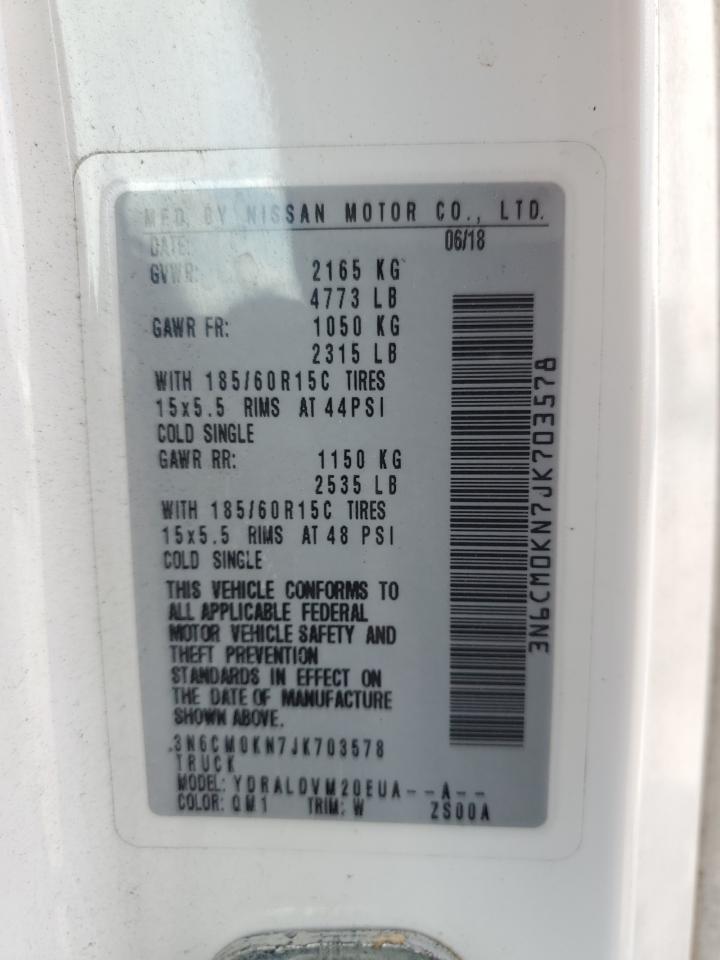 MFD. BY NISSAN MOTOR CO., LTD.
DATE: 06/18
GVWR: 2165 KG
4773 LB
GAWR FR: 1050 KG
2315 LB
WITH 185/60R15C TIRES
15x5.5 RIMS AT 44PSI
COLD SINGLE
GAWR RR: 1150 KG
2535 LB
WITH 185/60R15C TIRES
15x5.5 RIMS AT 48 PSI
COLD SINGLE
THIS VEHICLE CONFORMS TO
ALL APPLICABLE FEDERAL
MOTOR VEHICLE SAFETY AND
THEFT PREVENTION
STANDARDS IN EFFECT ON
THE DATE OF MANUFACTURE
SHOWN ABOVE.
3N6CM0KN7JK703578
TRUCK
MODEL: YDRALDVM20EUA--A--
COLOR: QM1 TRIM: W ZS00A
3N6CM0KN7JK703578